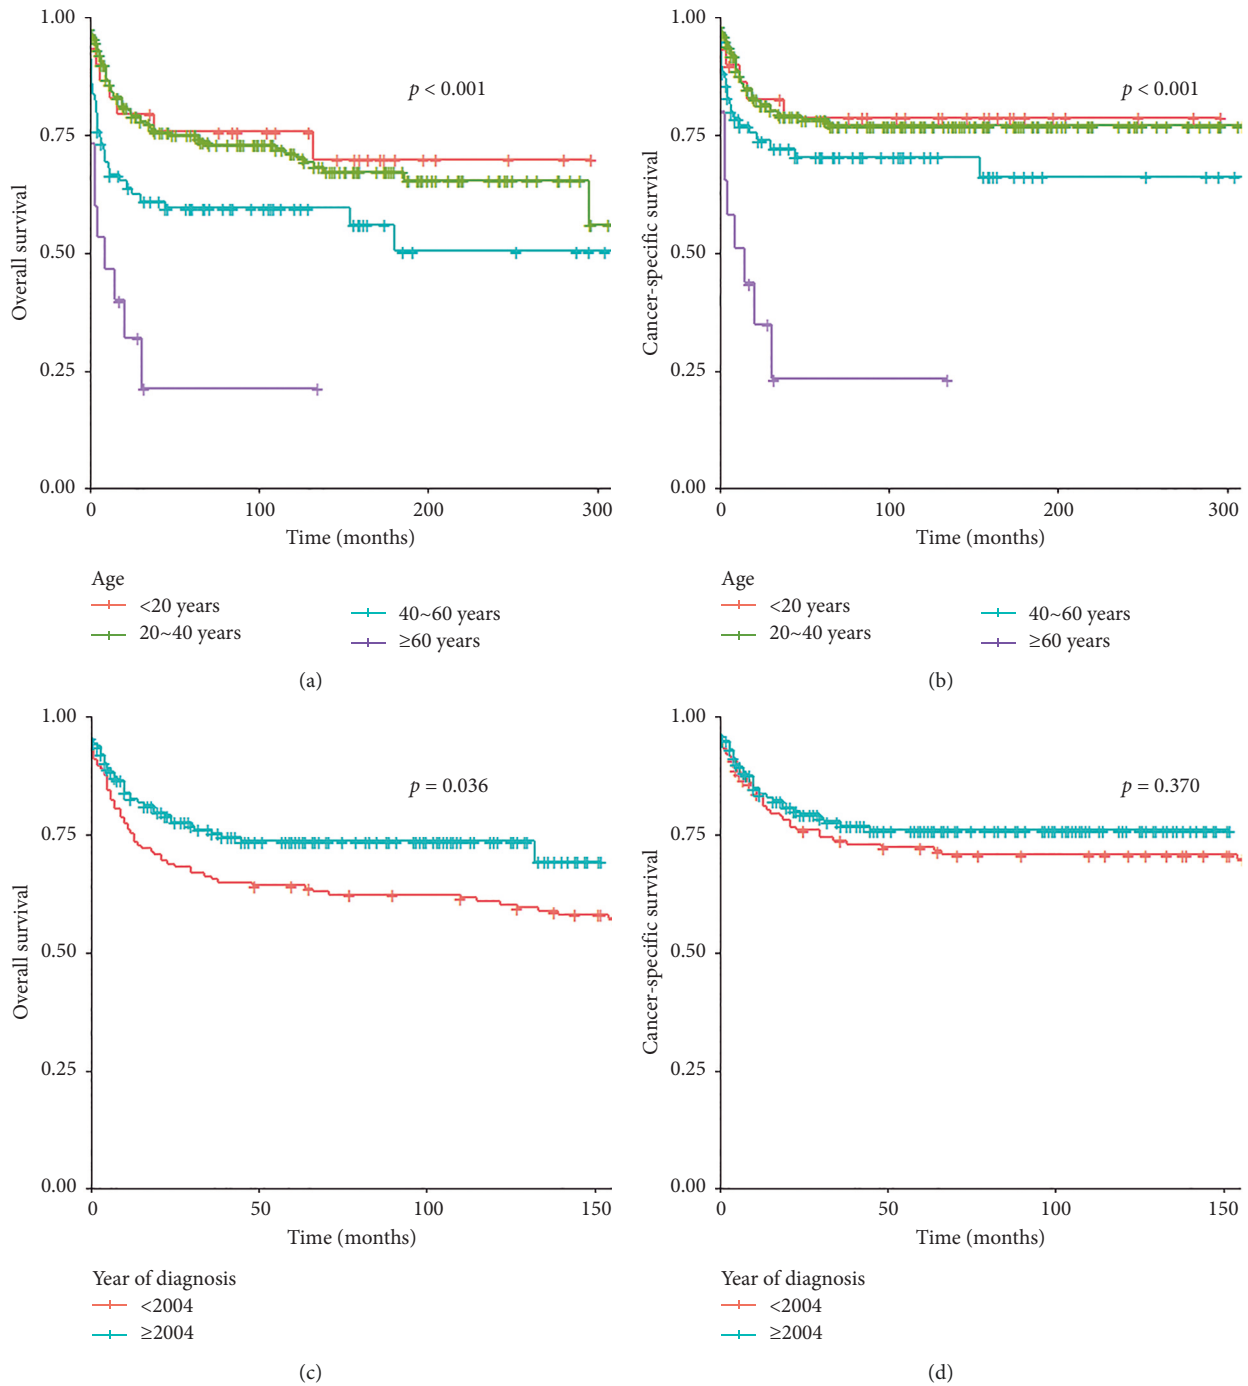 1.00
0.75
0.50
0.25
0.00
Overall survival
p < 0.001
0
100
200
300
Time (months)
Age
<20 years
20~40 years
40~60 years
≥60 years
(a)
1.00
0.75
0.50
0.25
0.00
Cancer-specific survival
p < 0.001
0
100
200
300
Time (months)
Age
<20 years
20~40 years
40~60 years
≥60 years
(b)
1.00
0.75
0.50
0.25
0.00
Overall survival
p = 0.036
0
50
100
150
Time (months)
Year of diagnosis
<2004
≥2004
(c)
1.00
0.75
0.50
0.25
0.00
Cancer-specific survival
p = 0.370
0
50
100
150
Time (months)
Year of diagnosis
<2004
≥2004
(d)